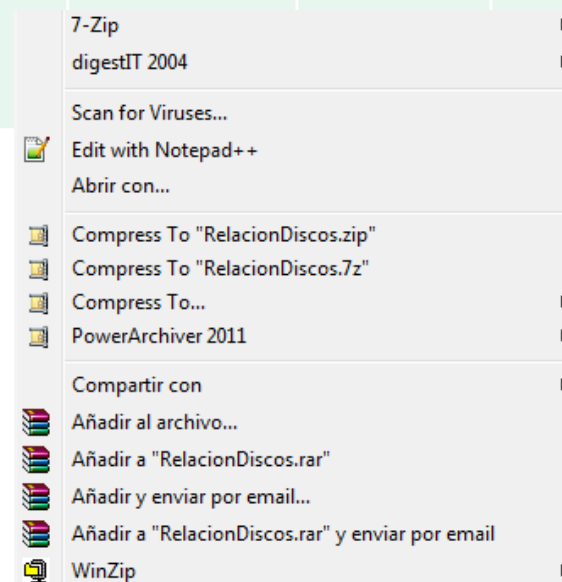 7-Zip
digestIT 2004
Scan for Viruses...
Edit with Notepad++
Abrir con...
Compress To "RelacionDiscos.zip"
Compress To "RelacionDiscos.7z"
Compress To...
PowerArchiver 2011
Compartir con
Añadir al archivo...
Añadir a "RelacionDiscos.rar"
Añadir y enviar por email...
Añadir a "RelacionDiscos.rar" y enviar por email
WinZip